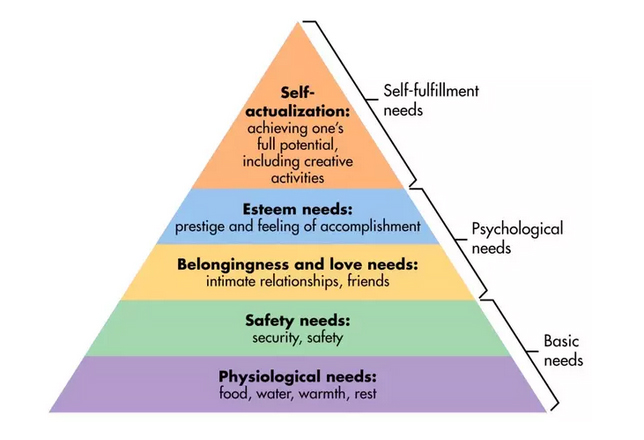 Self-
actualization:
achieving one's
full potential,
including creative
activities
Self-fulfillment
needs
Esteem needs:
prestige and feeling of accomplishment
Psychological
needs
Belongingness and love needs:
intimate relationships, friends
Safety needs:
security, safety
Basic
needs
Physiological needs:
food, water, warmth, rest